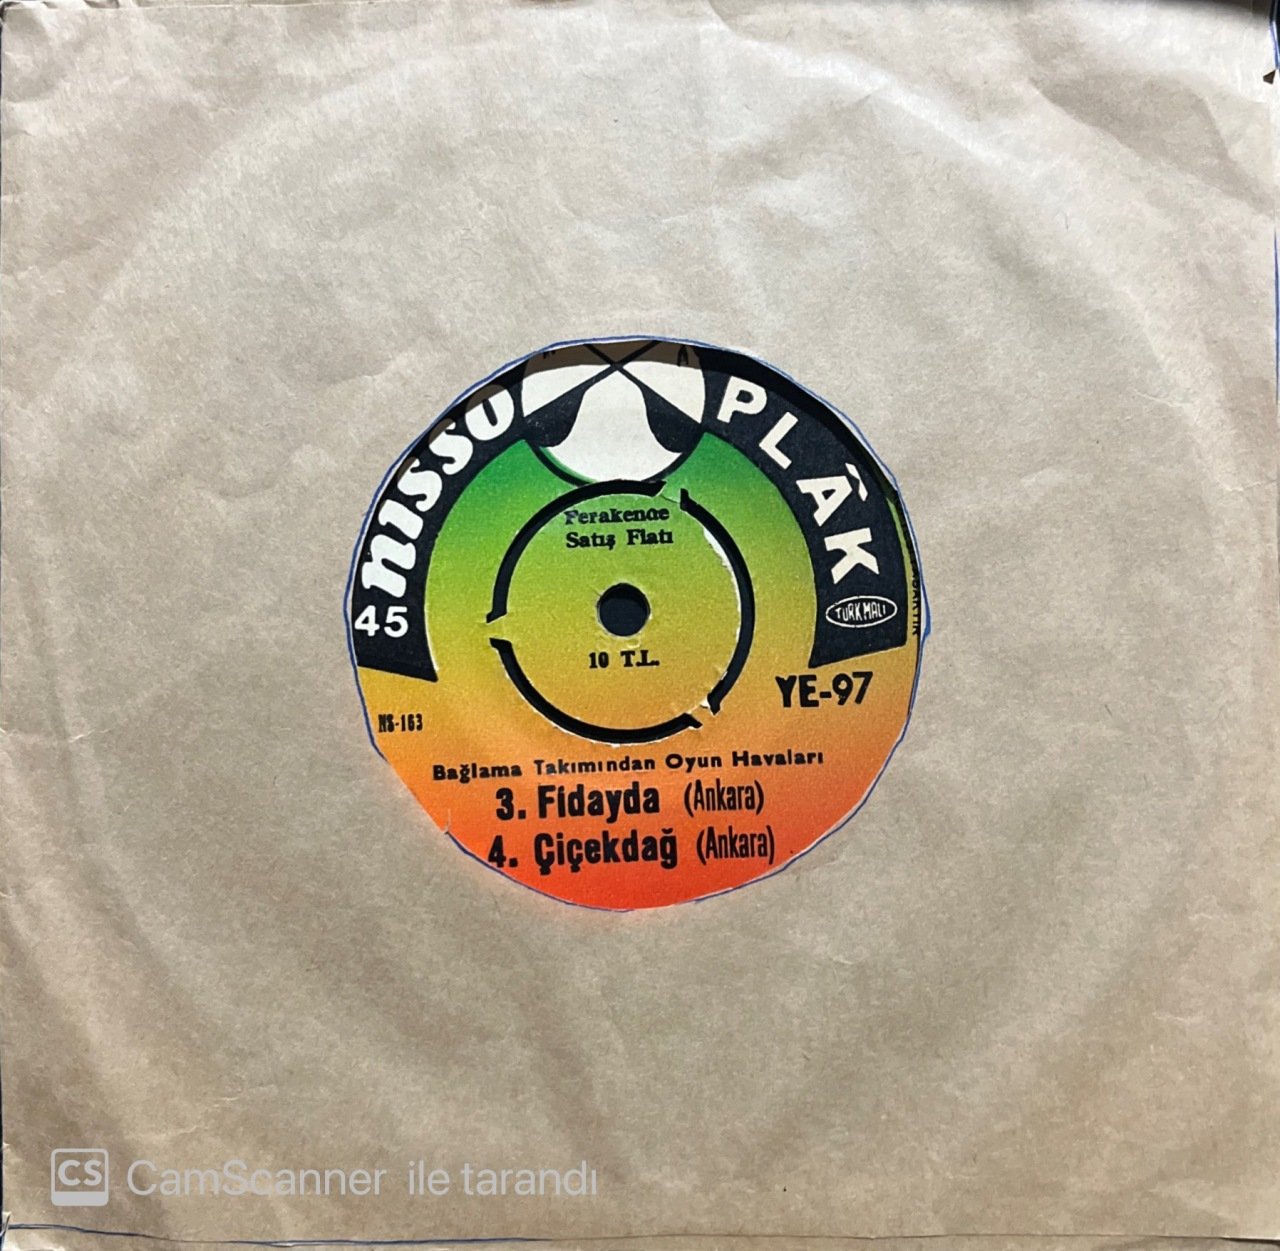 nisso PLÂK
45
TÜRK MALI
Perakende
Satış Fiatı
10 T.L.
YE-97
NS-163
Bağlama Takımından Oyun Havaları
3. Fidayda (Ankara)
4. Çiçekdağ (Ankara)
CS CamScanner ile tarandı